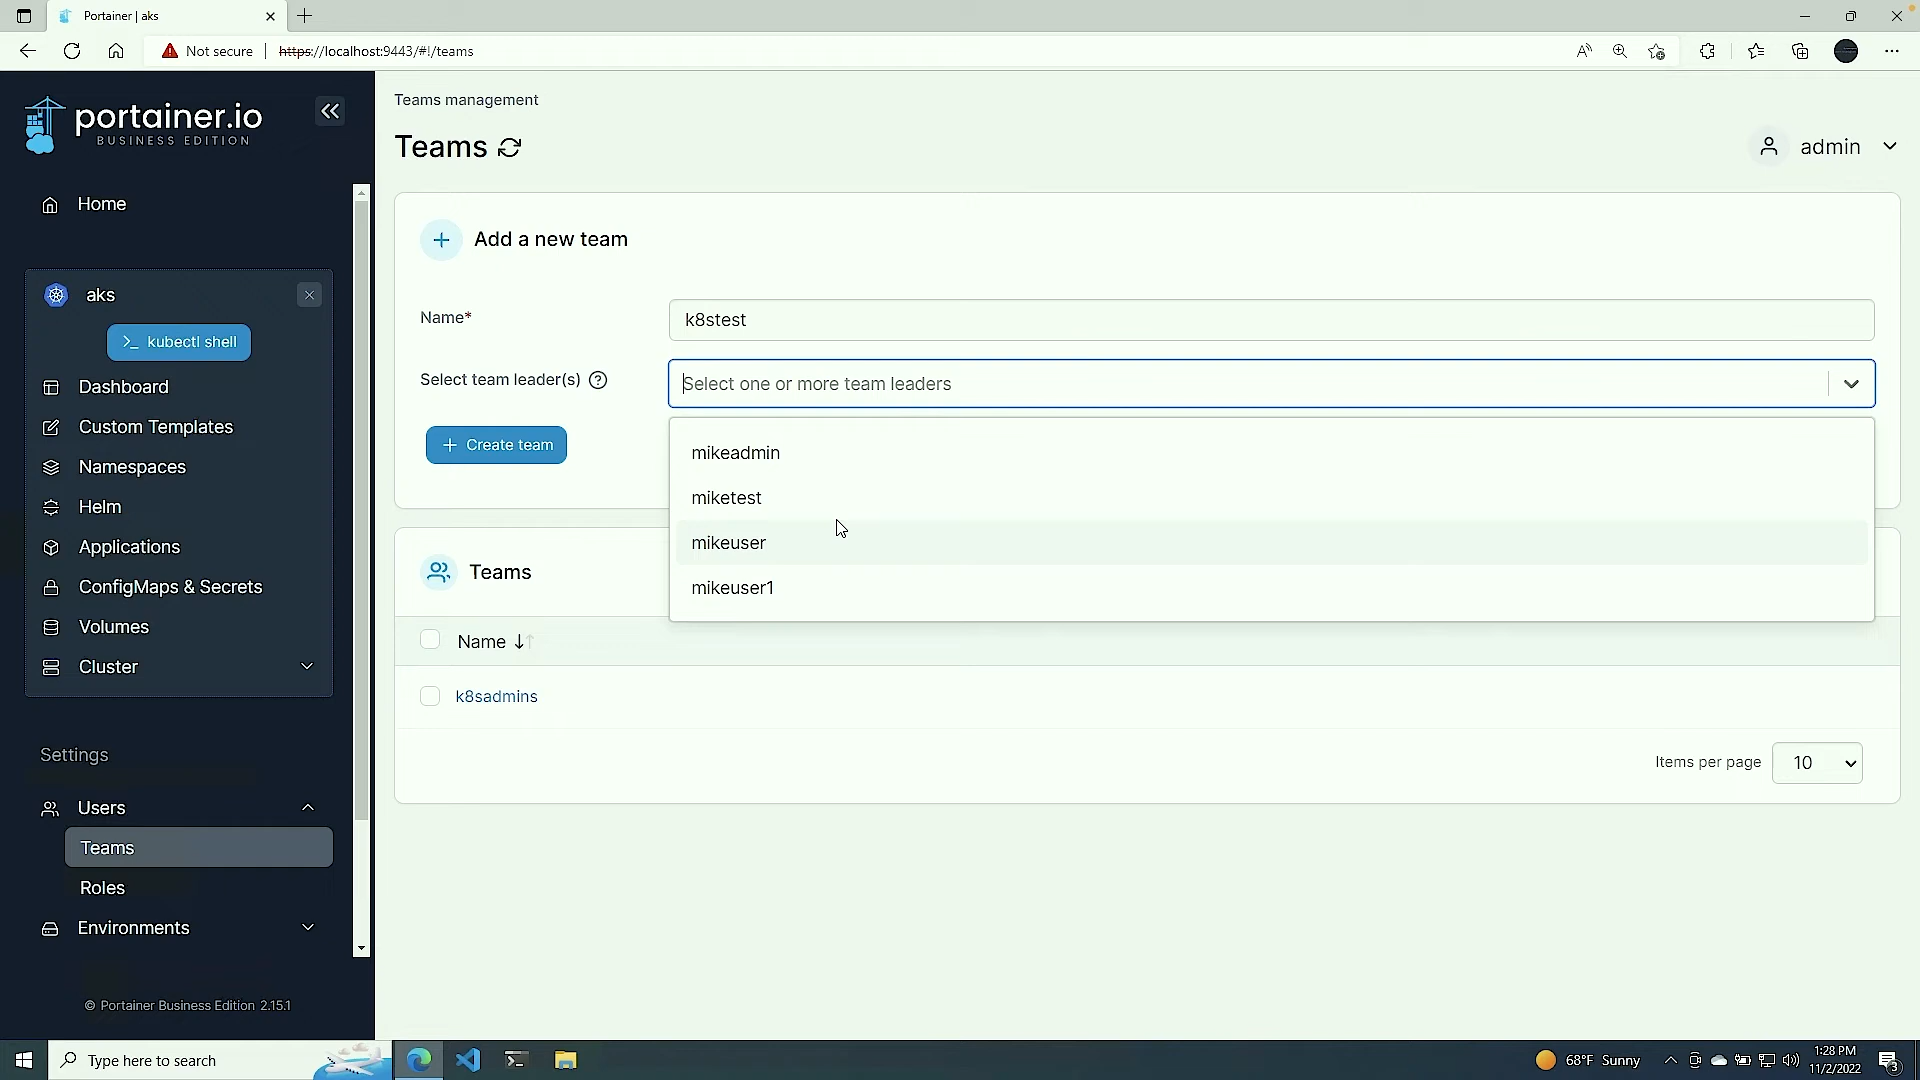 Portainer | aks
Not secure
https://localhost:9443/#!/teams
portainer.io
BUSINESS EDITION
Home
aks
>_ kubectl shell
Dashboard
Custom Templates
Namespaces
Helm
Applications
ConfigMaps & Secrets
Volumes
Cluster
Settings
Users
Teams
Roles
Environments
© Portainer Business Edition 2.15.1
Teams management
Teams
admin
Add a new team
Name*
k8stest
Select team leader(s)
Select one or more team leaders
+ Create team
mikeadmin
miketest
mikeuser
mikeuser1
Teams
Name
k8sadmins
Items per page
10
Type here to search
68°F Sunny
1:28 PM
11/2/2022
3